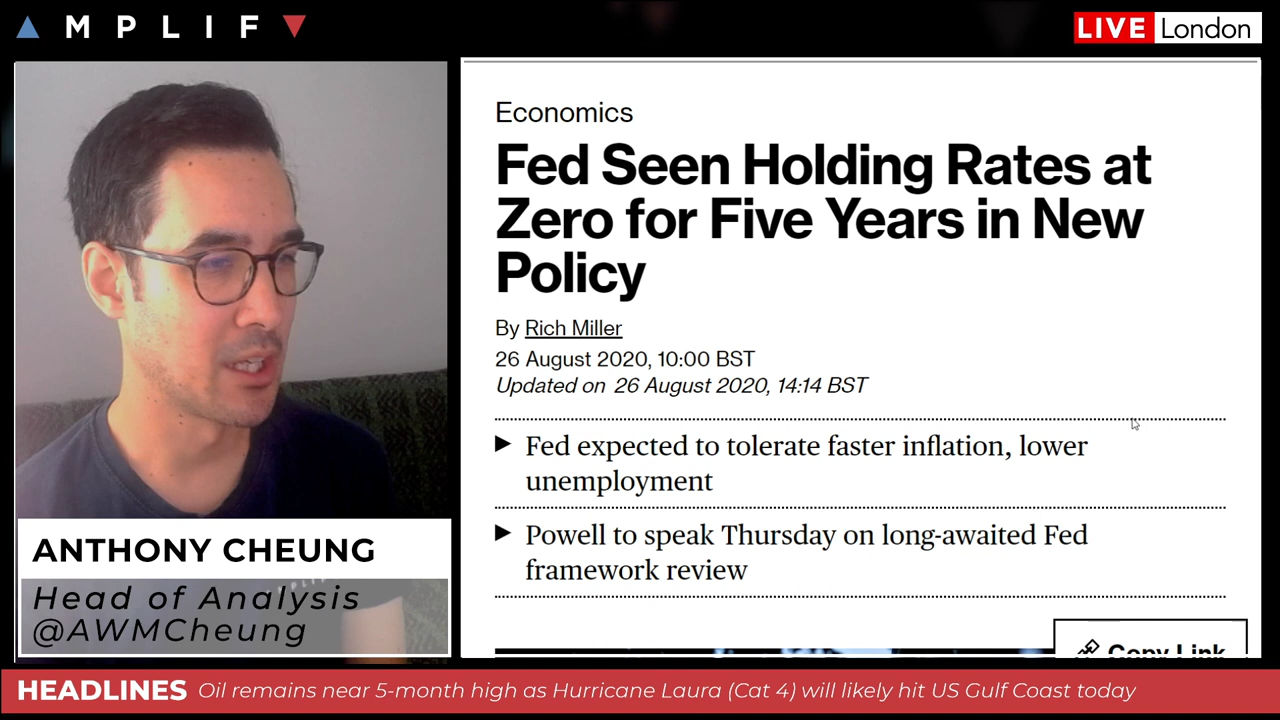 AMPLIFY
LIVE London
Economics
Fed Seen Holding Rates at
Zero for Five Years in New
Policy
By Rich Miller
26 August 2020, 10:00 BST
Updated on 26 August 2020, 14:14 BST
Fed expected to tolerate faster inflation, lower
unemployment
Powell to speak Thursday on long-awaited Fed
framework review
Copy Link
ANTHONY CHEUNG
Head of Analysis
@AWMCheung
HEADLINES Oil remains near 5-month high as Hurricane Laura (Cat 4) will likely hit US Gulf Coast today